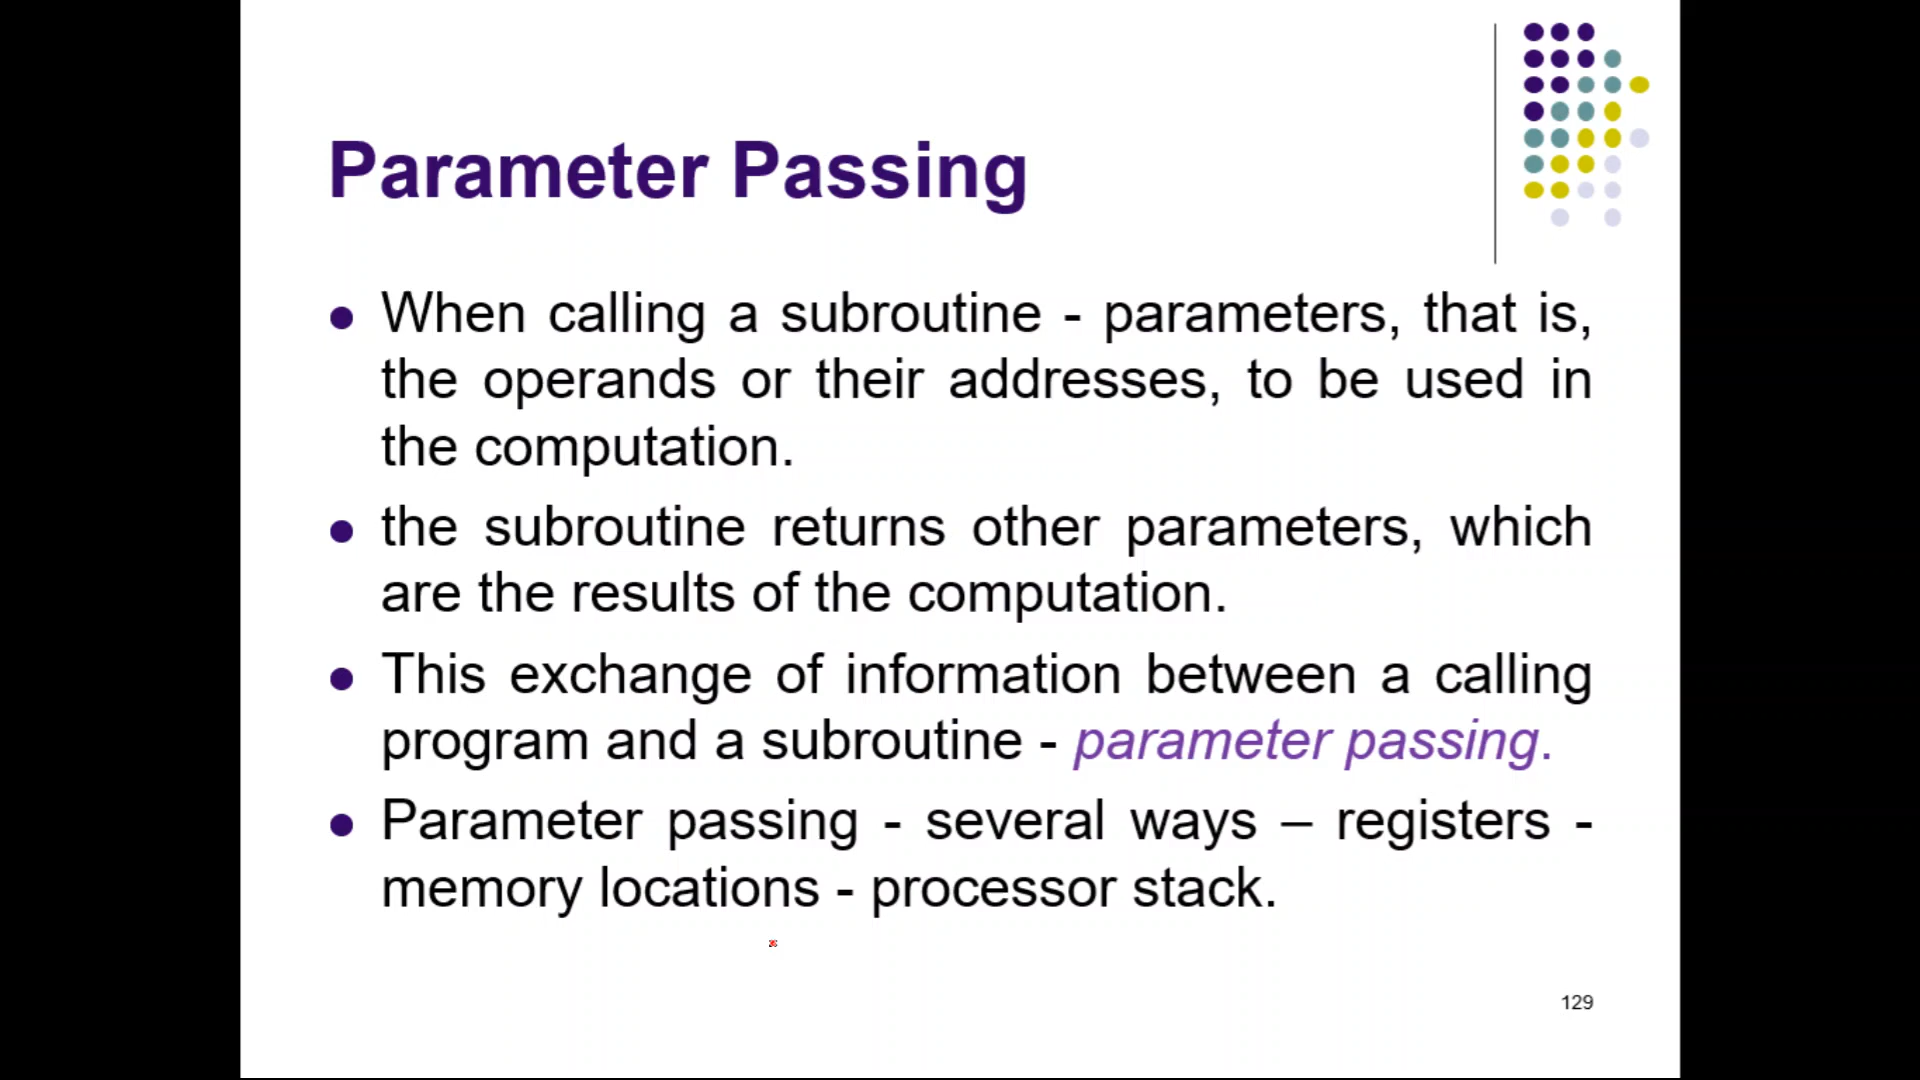 Parameter Passing
When calling a subroutine - parameters, that is,
the operands or their addresses, to be used in
the computation.
the subroutine returns other parameters, which
are the results of the computation.
This exchange of information between a calling
program and a subroutine - parameter passing.
Parameter passing - several ways – registers -
memory locations - processor stack.
129